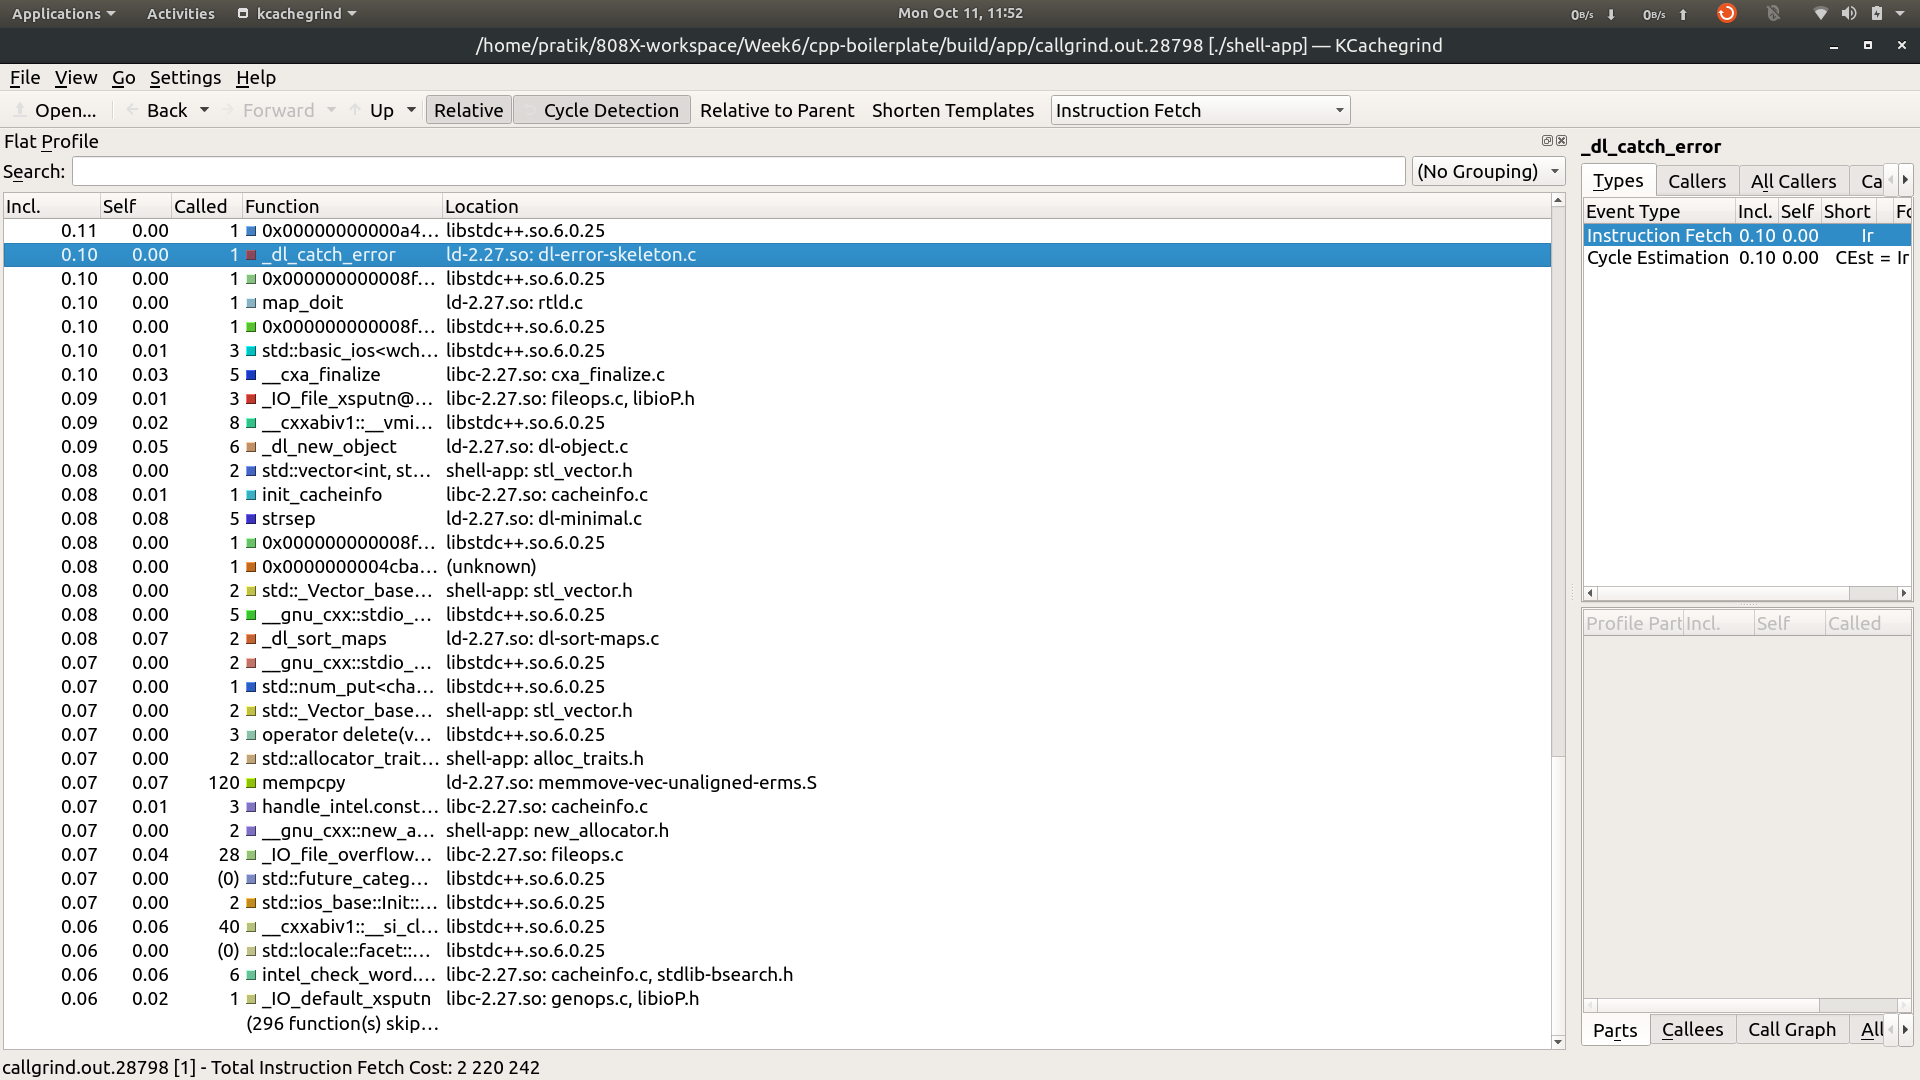 Applications Activities kcachegrind Mon Oct 11, 11:52 0B/s 0B/s
/home/pratik/808X-workspace/Week6/cpp-boilerplate/build/app/callgrind.out.28798 [./shell-app] — KCachegrind
File View Go Settings Help
Open... Back Forward Up Relative Cycle Detection Relative to Parent Shorten Templates Instruction Fetch
Flat Profile
Search: (No Grouping)
Incl. Self Called Function Location
0.11 0.00 1 0x00000000000a4... libstdc++.so.6.0.25
0.10 0.00 1 _dl_catch_error ld-2.27.so: dl-error-skeleton.c
0.10 0.00 1 0x000000000008f... libstdc++.so.6.0.25
0.10 0.00 1 map_doit ld-2.27.so: rtld.c
0.10 0.00 1 0x000000000008f... libstdc++.so.6.0.25
0.10 0.01 3 std::basic_ios<wch... libstdc++.so.6.0.25
0.10 0.03 5 __cxa_finalize libc-2.27.so: cxa_finalize.c
0.09 0.01 3 _IO_file_xsputn@... libc-2.27.so: fileops.c, libioP.h
0.09 0.02 8 __cxxabiv1::__vmi... libstdc++.so.6.0.25
0.09 0.05 6 _dl_new_object ld-2.27.so: dl-object.c
0.08 0.00 2 std::vector<int, st... shell-app: stl_vector.h
0.08 0.01 1 init_cacheinfo libc-2.27.so: cacheinfo.c
0.08 0.08 5 strsep ld-2.27.so: dl-minimal.c
0.08 0.00 1 0x000000000008f... libstdc++.so.6.0.25
0.08 0.00 1 0x0000000004cba... (unknown)
0.08 0.00 2 std::_Vector_base... shell-app: stl_vector.h
0.08 0.00 5 __gnu_cxx::stdio_... libstdc++.so.6.0.25
0.08 0.07 2 _dl_sort_maps ld-2.27.so: dl-sort-maps.c
0.07 0.00 2 __gnu_cxx::stdio_... libstdc++.so.6.0.25
0.07 0.00 1 std::num_put<cha... libstdc++.so.6.0.25
0.07 0.00 2 std::_Vector_base... shell-app: stl_vector.h
0.07 0.00 3 operator delete(v... libstdc++.so.6.0.25
0.07 0.00 2 std::allocator_trait... shell-app: alloc_traits.h
0.07 0.07 120 mempcpy ld-2.27.so: memmove-vec-unaligned-erms.S
0.07 0.01 3 handle_intel.const... libc-2.27.so: cacheinfo.c
0.07 0.00 2 __gnu_cxx::new_a... shell-app: new_allocator.h
0.07 0.04 28 _IO_file_overflow... libc-2.27.so: fileops.c
0.07 0.00 (0) std::future_categ... libstdc++.so.6.0.25
0.07 0.00 2 std::ios_base::Init::... libstdc++.so.6.0.25
0.06 0.06 40 __cxxabiv1::__si_cl... libstdc++.so.6.0.25
0.06 0.00 (0) std::locale::facet::... libstdc++.so.6.0.25
0.06 0.06 6 intel_check_word.... libc-2.27.so: cacheinfo.c, stdlib-bsearch.h
0.06 0.02 1 _IO_default_xsputn libc-2.27.so: genops.c, libioP.h
(296 function(s) skip...
_dl_catch_error
Types Callers All Callers Ca
Event Type Incl. Self Short Fo
Instruction Fetch 0.10 0.00 Ir
Cycle Estimation 0.10 0.00 CEst = Ir
Profile Part Incl. Self Called
Parts Callees Call Graph All
callgrind.out.28798 [1] - Total Instruction Fetch Cost: 2 220 242